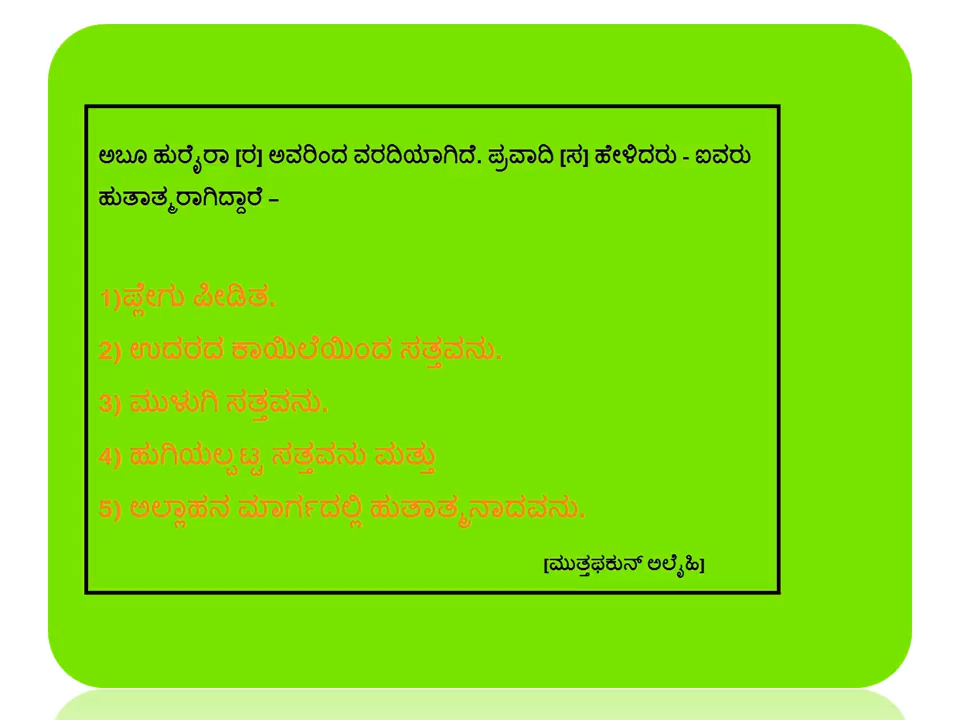 ಅಬೂ ಹುರೈರಾ [ರ] ಅವರಿಂದ ವರದಿಯಾಗಿದೆ. ಪ್ರವಾದಿ [ಸ] ಹೇಳಿದರು - ಐವರು
ಹುತಾತ್ಮರಾಗಿದ್ದಾರೆ –
1)ಪ್ಲೇಗು ಪೀಡಿತ.
2) ಉದರದ ಕಾಯಿಲೆಯಿಂದ ಸತ್ತವನು.
3) ಮುಳುಗಿ ಸತ್ತವನು.
4) ಹುಗಿಯಲ್ಪಟ್ಟ ಸತ್ತವನು ಮತ್ತು
5) ಅಲ್ಲಾಹನ ಮಾರ್ಗದಲ್ಲಿ ಹುತಾತ್ಮನಾದವನು.
[ಮುತ್ತಫಕುನ್ ಅಲೈಹಿ]